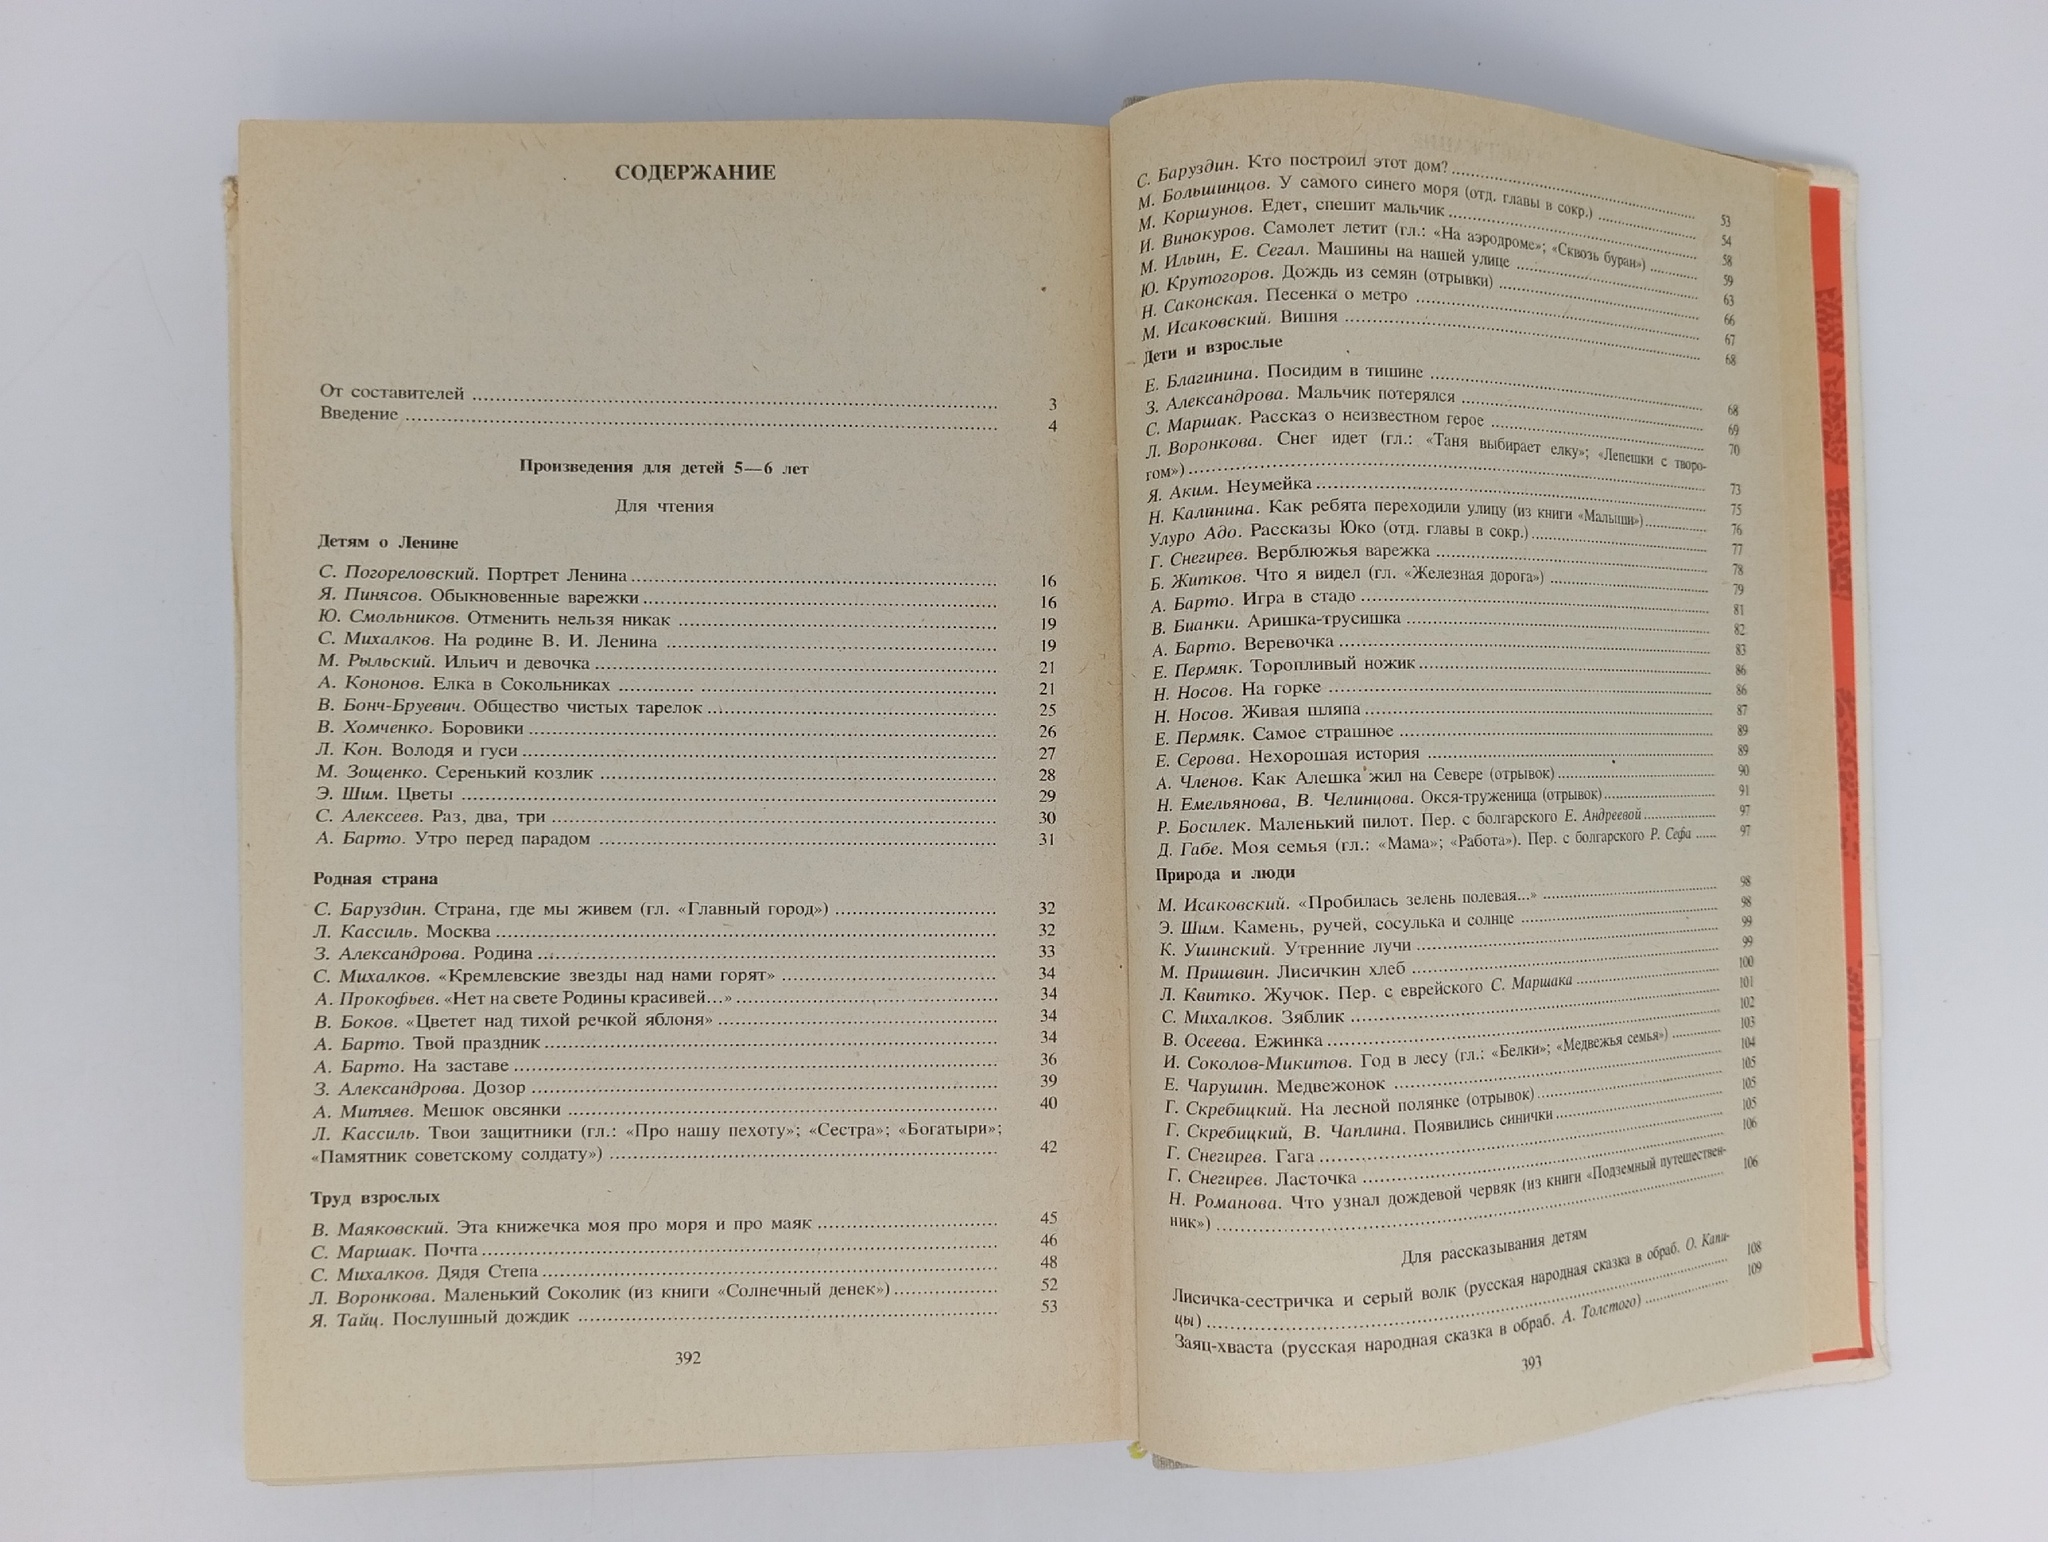 СОДЕРЖАНИЕ
От составителей 3
Введение 4
Произведения для детей 5—6 лет
Для чтения
Детям о Ленине
С. Погореловский. Портрет Ленина 16
Я. Пинясов. Обыкновенные варежки 16
Ю. Смольников. Отменить нельзя никак 19
С. Михалков. На родине В. И. Ленина 19
М. Рыльский. Ильич и девочка 21
А. Кононов. Елка в Сокольниках 21
В. Бонч-Бруевич. Общество чистых тарелок 25
В. Хомченко. Боровики 26
Л. Кон. Володя и гуси 27
М. Зощенко. Серенький козлик 28
Э. Шим. Цветы 29
С. Алексеев. Раз, два, три 30
А. Барто. Утро перед парадом 31
Родная страна
С. Баруздин. Страна, где мы живем (гл. «Главный город») 32
Л. Кассиль. Москва 32
З. Александрова. Родина 33
С. Михалков. «Кремлевские звезды над нами горят» 34
А. Прокофьев. «Нет на свете Родины красивей...» 34
В. Боков. «Цветет над тихой речкой яблоня» 34
А. Барто. Твой праздник 34
А. Барто. На заставе 36
З. Александрова. Дозор 39
А. Митяев. Мешок овсянки 40
Л. Кассиль. Твои защитники (гл.: «Про нашу пехоту»; «Сестра»; «Богатыри»;
«Памятник советскому солдату») 42
Труд взрослых
В. Маяковский. Эта книжечка моя про моря и про маяк 45
С. Маршак. Почта 46
С. Михалков. Дядя Степа 48
Л. Воронкова. Маленький Соколик (из книги «Солнечный денек») 52
Я. Тайц. Послушный дождик 53
392
С. Баруздин. Кто построил этот дом? 53
М. Большинцов. У самого синего моря (отд. главы в сокр.) 54
М. Коршунов. Едет, спешит мальчик 58
И. Винокуров. Самолет летит (гл.: «На аэродроме»; «Сквозь буран») 59
М. Ильин, Е. Сегал. Машины на нашей улице 63
Ю. Крутогоров. Дождь из семян (отрывки) 66
Н. Саконская. Песенка о метро 67
М. Исаковский. Вишня 68
Дети и взрослые
Е. Благинина. Посидим в тишине 68
З. Александрова. Мальчик потерялся 69
С. Маршак. Рассказ о неизвестном герое 70
Л. Воронкова. Снег идет (гл.: «Таня выбирает елку»; «Лепешки с творо-
гом») 73
Я. Аким. Неумейка 75
Н. Калинина. Как ребята переходили улицу (из книги «Малыши») 76
Улуро Адо. Рассказы Юко (отд. главы в сокр.) 77
Г. Снегирев. Верблюжья варежка 78
Б. Житков. Что я видел (гл. «Железная дорога») 79
А. Барто. Игра в стадо 81
В. Бианки. Аришка-трусишка 82
А. Барто. Веревочка 83
Е. Пермяк. Торопливый ножик 86
Н. Носов. На горке 86
Н. Носов. Живая шляпа 87
Е. Пермяк. Самое страшное 89
Е. Серова. Нехорошая история 89
А. Членов. Как Алешка жил на Севере (отрывок) 90
Н. Емельянова, В. Челинцова. Окся-труженица (отрывок) 91
Р. Босилек. Маленький пилот. Пер. с болгарского Е. Андреевой 97
Д. Габе. Моя семья (гл.: «Мама»; «Работа»). Пер. с болгарского Р. Сефа 97
Природа и люди
М. Исаковский. «Пробилась зелень полевая...» 98
Э. Шим. Камень, ручей, сосулька и солнце 98
К. Ушинский. Утренние лучи 99
М. Пришвин. Лисичкин хлеб 99
Л. Квитко. Жучок. Пер. с еврейского С. Маршака 100
С. Михалков. Зяблик 101
В. Осеева. Ежинка 102
И. Соколов-Микитов. Год в лесу (гл.: «Белки»; «Медвежья семья») 103
Е. Чарушин. Медвежонок 104
Г. Скребицкий. На лесной полянке (отрывок) 105
Г. Скребицкий, В. Чаплина. Появились синички 105
Г. Снегирев. Гага 105
Г. Снегирев. Ласточка 106
Н. Романова. Что узнал дождевой червяк (из книги «Подземный путешествен-
ник») 106
Для рассказывания детям
Лисичка-сестричка и серый волк (русская народная сказка в обраб. О. Капи-
цы) 108
Заяц-хваста (русская народная сказка в обраб. А. Толстого) 109
393